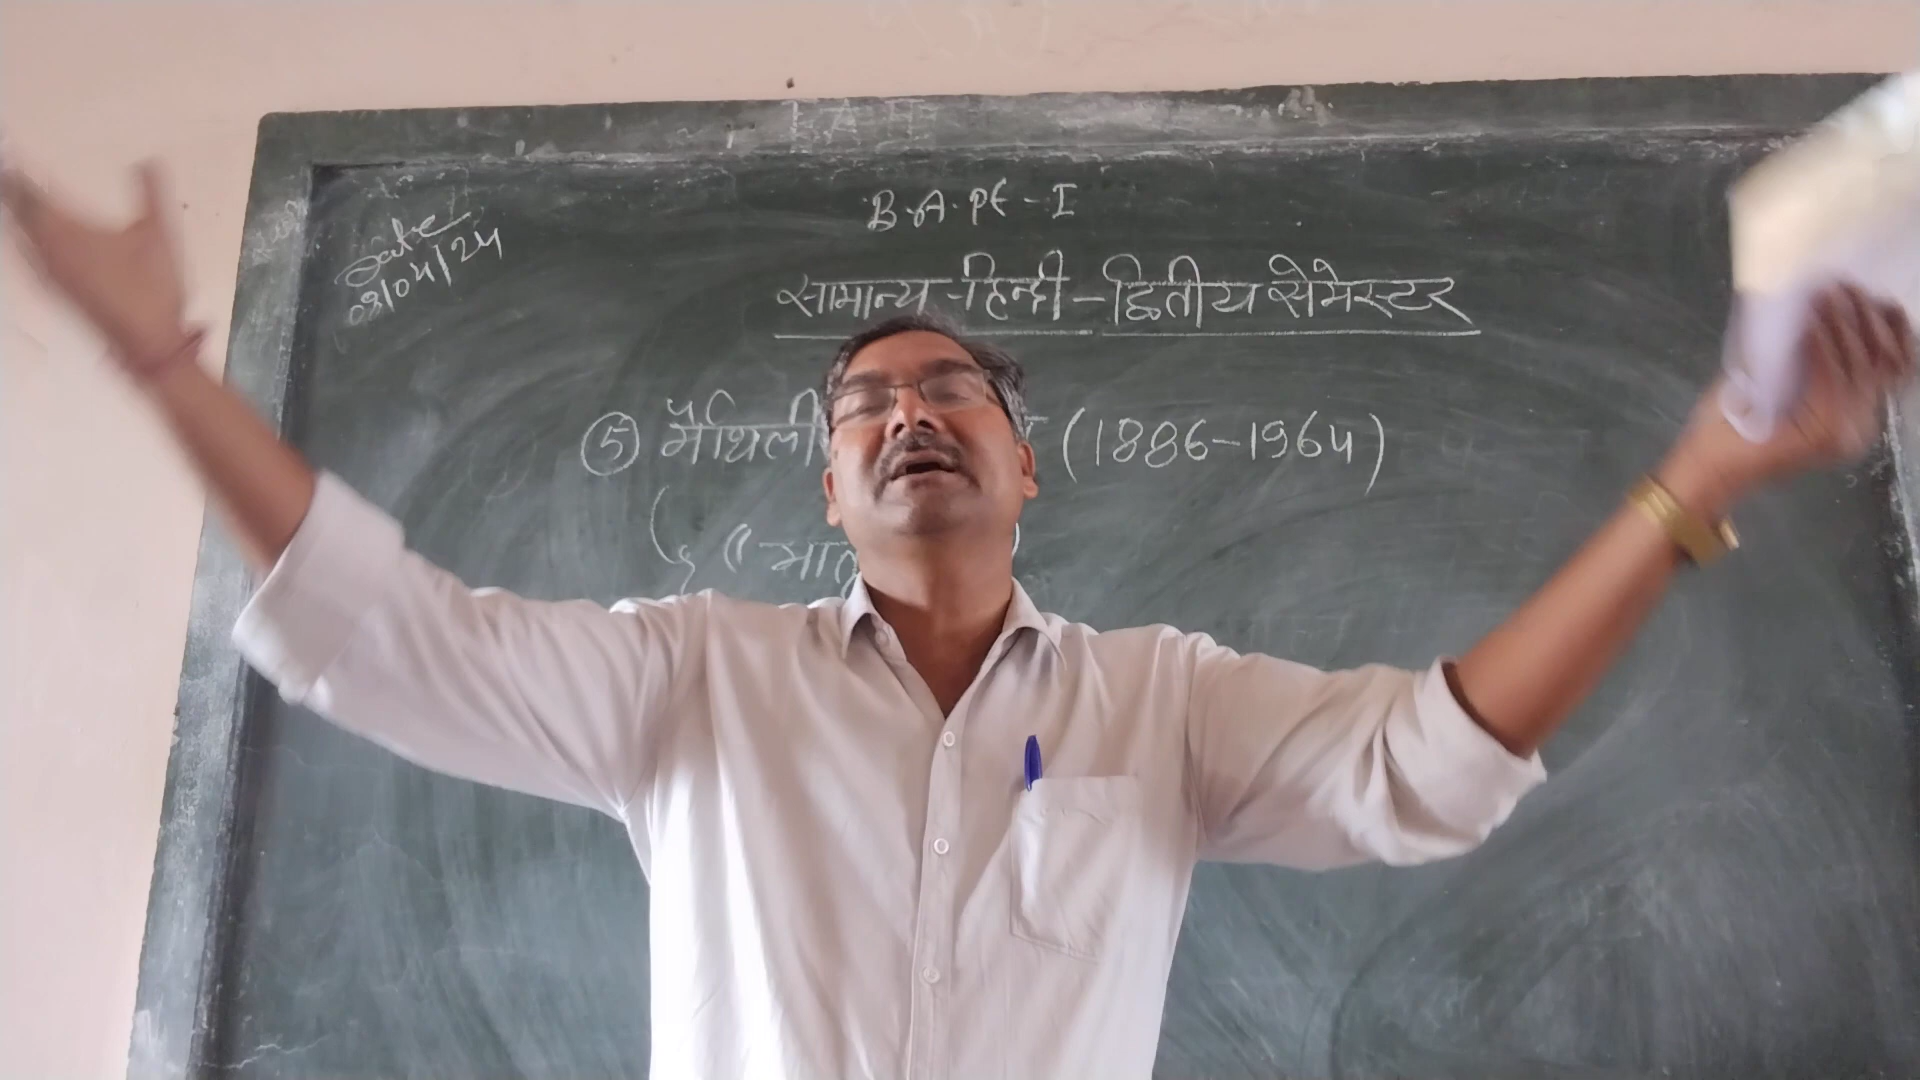 B.A. PE - I
Date
08/04/24
सामान्य - हिन्दी - द्वितीय सेमेस्टर
⑤ मैथिली (1886-1964)